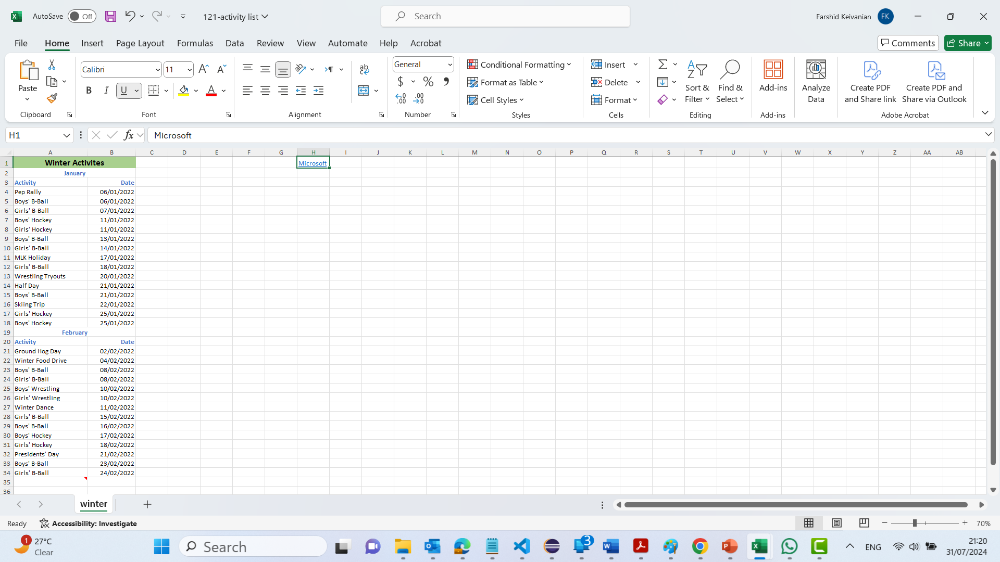 AutoSave Off 121-activity list Search Farshid Keivanian FK
File Home Insert Page Layout Formulas Data Review View Automate Help Acrobat Comments Share
Paste
Clipboard
Calibri 11
B I U A
Font
ab
Alignment
General
$ % 9
Number
Conditional Formatting
Format as Table
Cell Styles
Styles
Insert
Delete
Format
Cells
Sort & Filter
Find & Select
Editing
Add-ins
Add-ins
Analyze Data
Create PDF and Share link
Create PDF and Share via Outlook
Adobe Acrobat
H1 fx Microsoft
A B C D E F G H I J K L M N O P Q R S T U V W X Y Z AA AB
1 Winter Activites Microsoft
2 January
3 Activity Date
4 Pep Rally 06/01/2022
5 Boys' B-Ball 06/01/2022
6 Girls' B-Ball 07/01/2022
7 Boys' Hockey 11/01/2022
8 Girls' Hockey 11/01/2022
9 Boys' B-Ball 13/01/2022
10 Girls' B-Ball 14/01/2022
11 MLK Holiday 17/01/2022
12 Girls' B-Ball 18/01/2022
13 Wrestling Tryouts 20/01/2022
14 Half Day 21/01/2022
15 Boys' B-Ball 21/01/2022
16 Skiing Trip 22/01/2022
17 Girls' Hockey 25/01/2022
18 Boys' Hockey 25/01/2022
19 February
20 Activity Date
21 Ground Hog Day 02/02/2022
22 Winter Food Drive 04/02/2022
23 Boys' B-Ball 08/02/2022
24 Girls' B-Ball 08/02/2022
25 Boys' Wrestling 10/02/2022
26 Girls' Wrestling 10/02/2022
27 Winter Dance 11/02/2022
28 Girls' B-Ball 15/02/2022
29 Boys' B-Ball 16/02/2022
30 Boys' Hockey 17/02/2022
31 Girls' Hockey 18/02/2022
32 Presidents' Day 21/02/2022
33 Boys' B-Ball 23/02/2022
34 Girls' B-Ball 24/02/2022
35
36
winter
Ready Accessibility: Investigate 70%
1 27°C
Clear
Search
3
ENG
21:20
31/07/2024